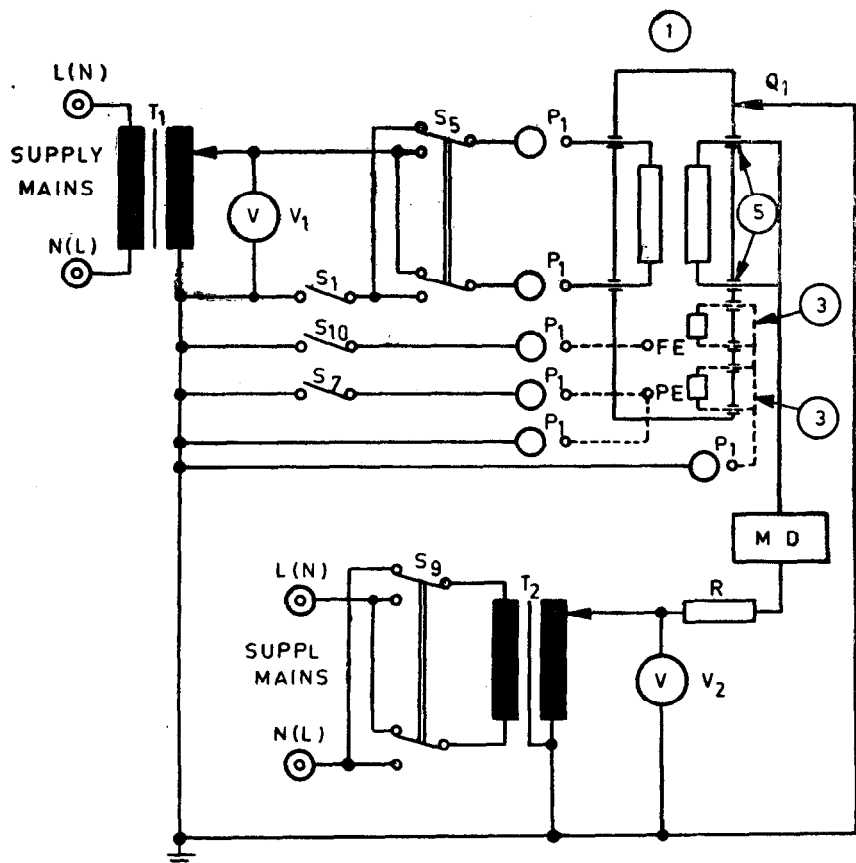 1
L(N)
T1
S5
P1
Q1
SUPPLY
MAINS
V
V1
5
N(L)
S1
P1
3
S10
P1
FE
S7
P1
PE
3
P1
P1
M D
S9
L(N)
T2
R
SUPPL
MAINS
V
V2
N(L)